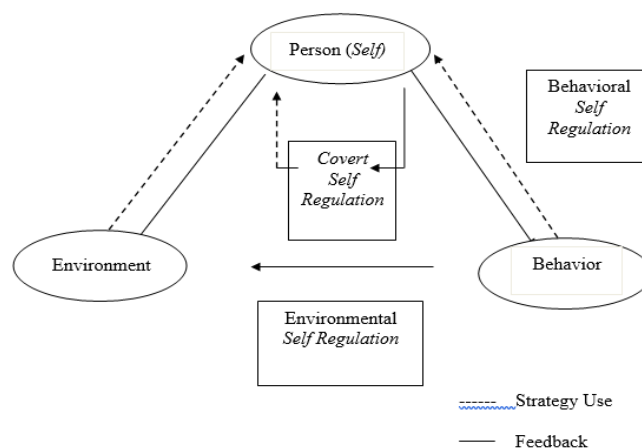 Person (Self)
Behavioral
Self
Regulation
Covert
Self
Regulation
Environment
Behavior
Environmental
Self Regulation
Strategy Use
Feedback